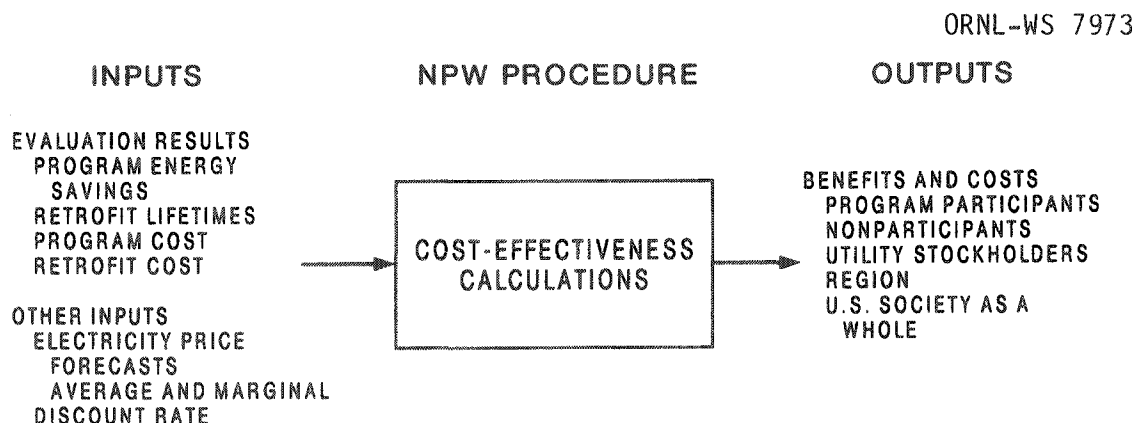 ORNL-WS 7973
INPUTS
NPW PROCEDURE
OUTPUTS
EVALUATION RESULTS
PROGRAM ENERGY
SAVINGS
RETROFIT LIFETIMES
PROGRAM COST
RETROFIT COST
OTHER INPUTS
ELECTRICITY PRICE
FORECASTS
AVERAGE AND MARGINAL
DISCOUNT RATE
COST-EFFECTIVENESS
CALCULATIONS
BENEFITS AND COSTS
PROGRAM PARTICIPANTS
NONPARTICIPANTS
UTILITY STOCKHOLDERS
REGION
U.S. SOCIETY AS A
WHOLE